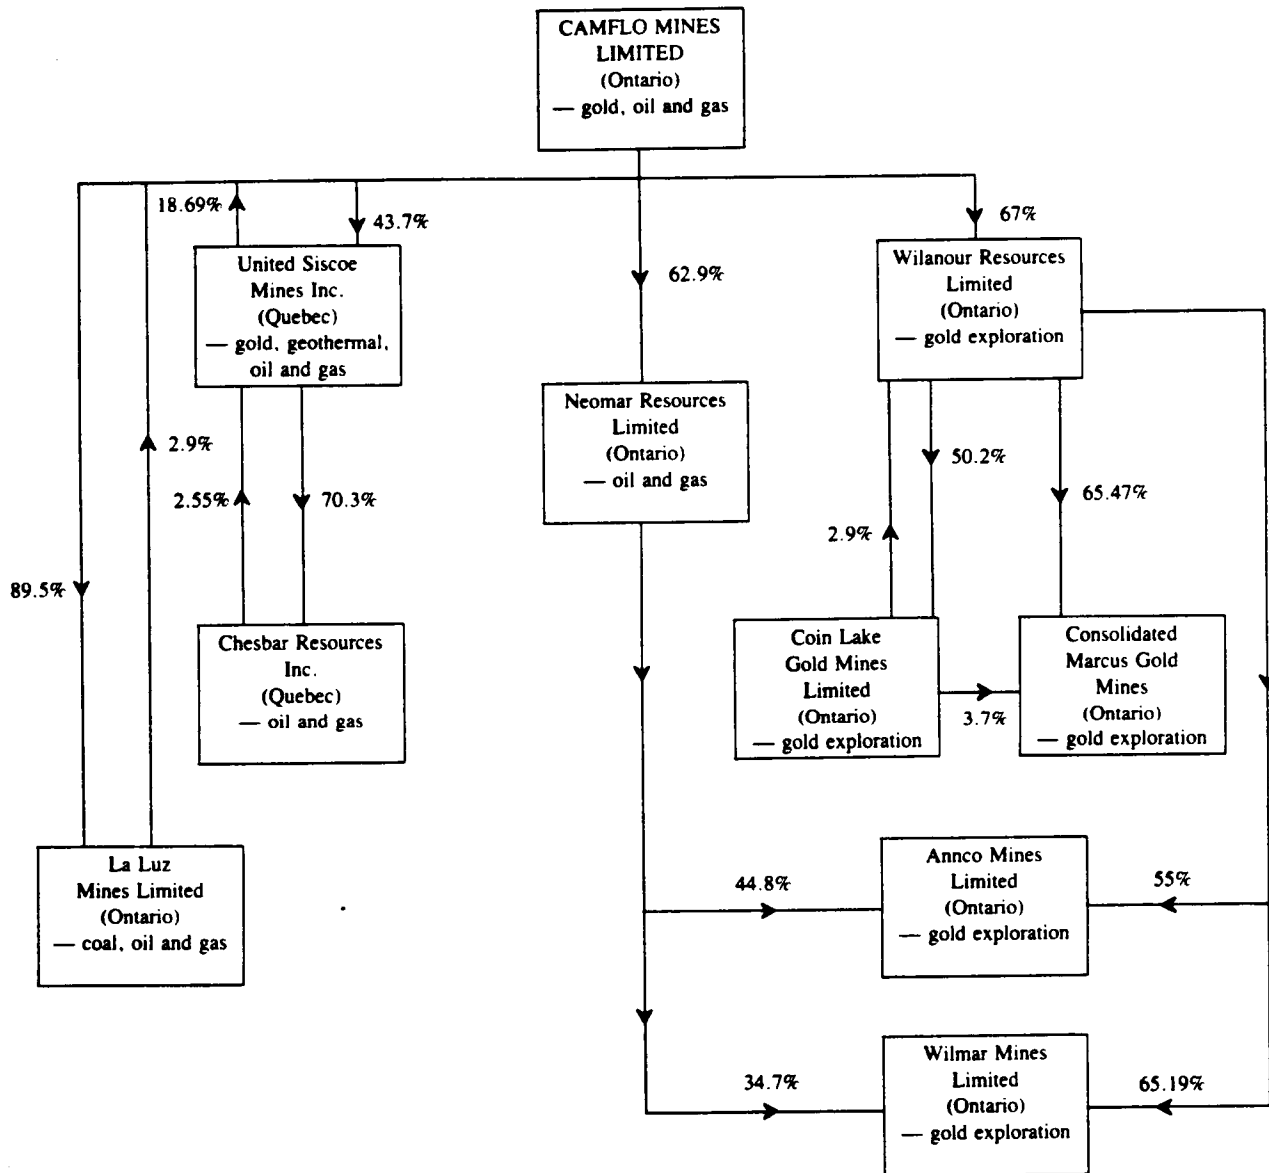 CAMFLO MINES
LIMITED
(Ontario)
— gold, oil and gas
18.69%
43.7%
67%
United Siscoe
Mines Inc.
(Quebec)
— gold, geothermal,
oil and gas
62.9%
Wilanour Resources
Limited
(Ontario)
— gold exploration
Neomar Resources
Limited
(Ontario)
— oil and gas
2.9%
2.55%
70.3%
50.2%
65.47%
2.9%
89.5%
Chesbar Resources
Inc.
(Quebec)
— oil and gas
Coin Lake
Gold Mines
Limited
(Ontario)
— gold exploration
3.7%
Consolidated
Marcus Gold
Mines
(Ontario)
— gold exploration
La Luz
Mines Limited
(Ontario)
— coal, oil and gas
44.8%
Annco Mines
Limited
(Ontario)
— gold exploration
55%
34.7%
Wilmar Mines
Limited
(Ontario)
— gold exploration
65.19%